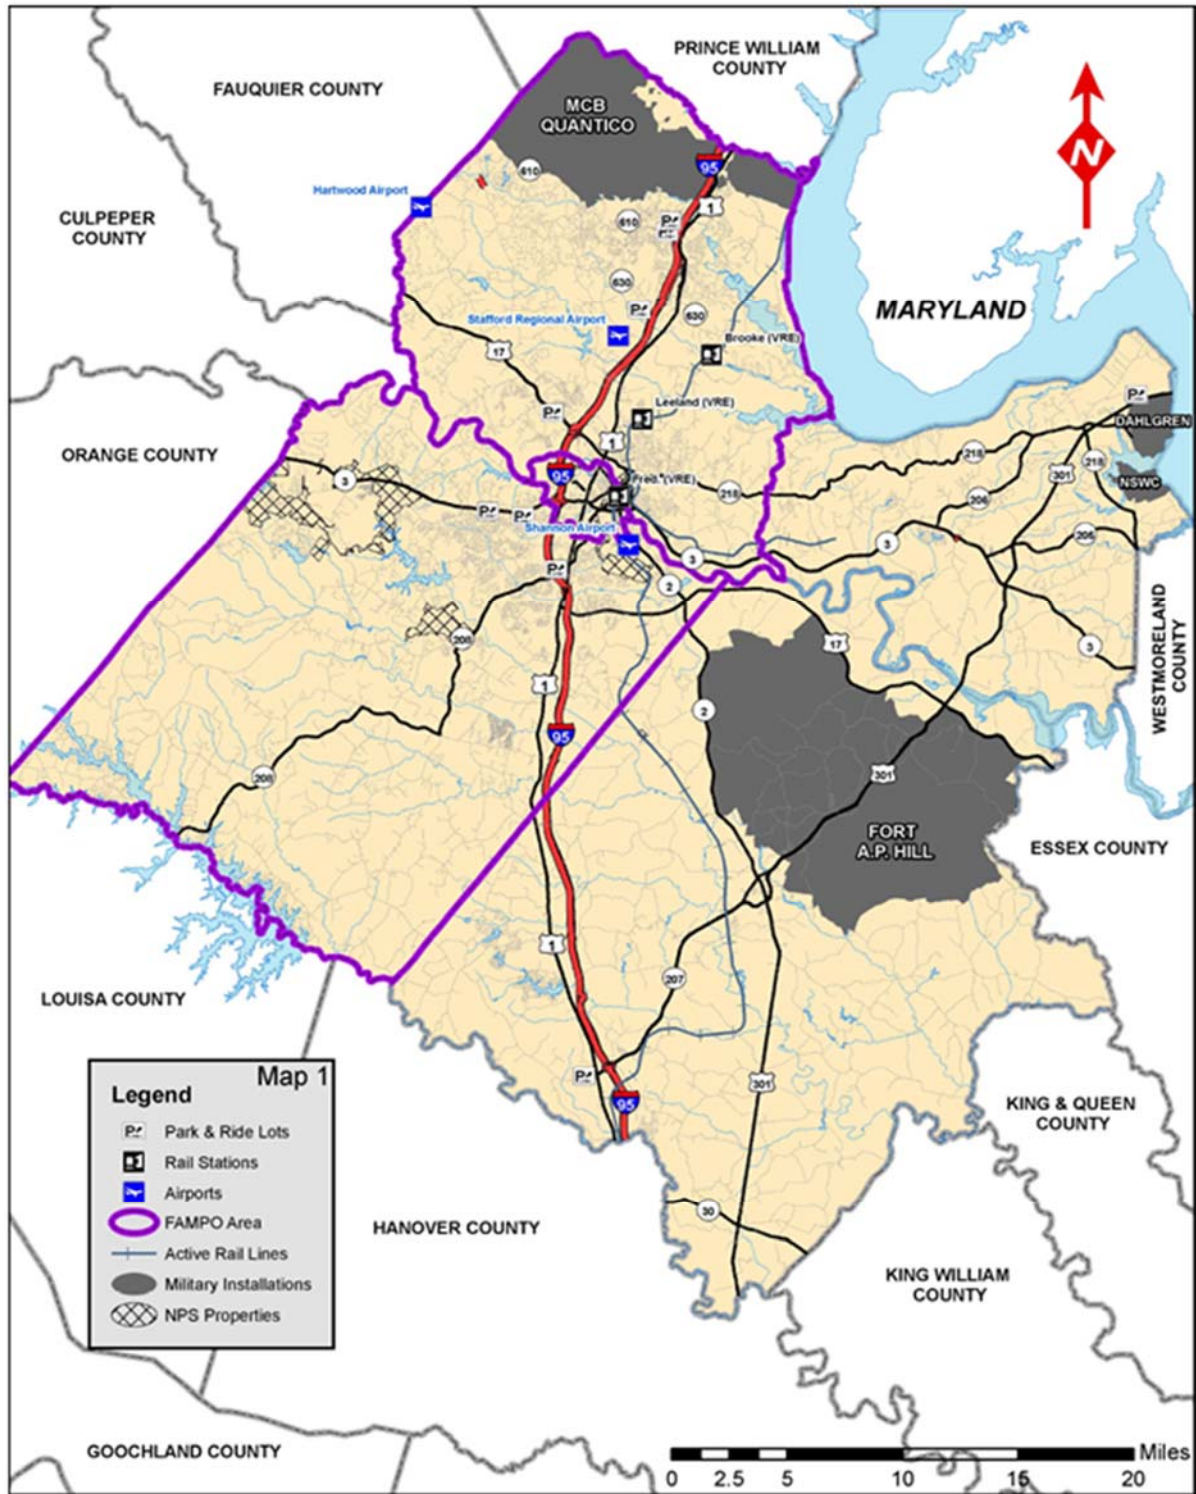 PRINCE WILLIAM
COUNTY
FAUQUIER COUNTY
MCB
QUANTICO
95
610
Hartwood Airport
1
CULPEPER
COUNTY
610
P
630
MARYLAND
P
630
Stafford Regional Airport
Brooke (VRE)
17
P
Leeland (VRE)
P
DAHLGREN
1
ORANGE COUNTY
218
218
301
95
3
Fred. (VRE)
218
206
NSWC
P
P
Shannon Airport
206
3
3
P
2
208
17
3
WESTMORELAND
COUNTY
1
2
95
208
301
FORT
A.P. HILL
ESSEX COUNTY
1
207
LOUISA COUNTY
Map 1
Legend
P Park & Ride Lots
Rail Stations
Airports
FAMPO Area
Active Rail Lines
Military Installations
NPS Properties
P
301
95
KING & QUEEN
COUNTY
30
HANOVER COUNTY
KING WILLIAM
COUNTY
GOOCHLAND COUNTY
N
Miles
0 2.5 5 10 15 20